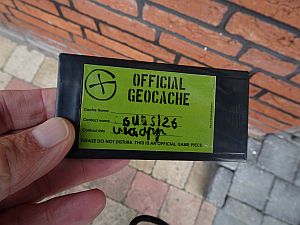 OFFICIAL
GEOCACHE
Cache Name
Contact name
Contact info
PLEASE DO NOT DISTURB. THIS IS AN OFFICIAL GAME PIECE.